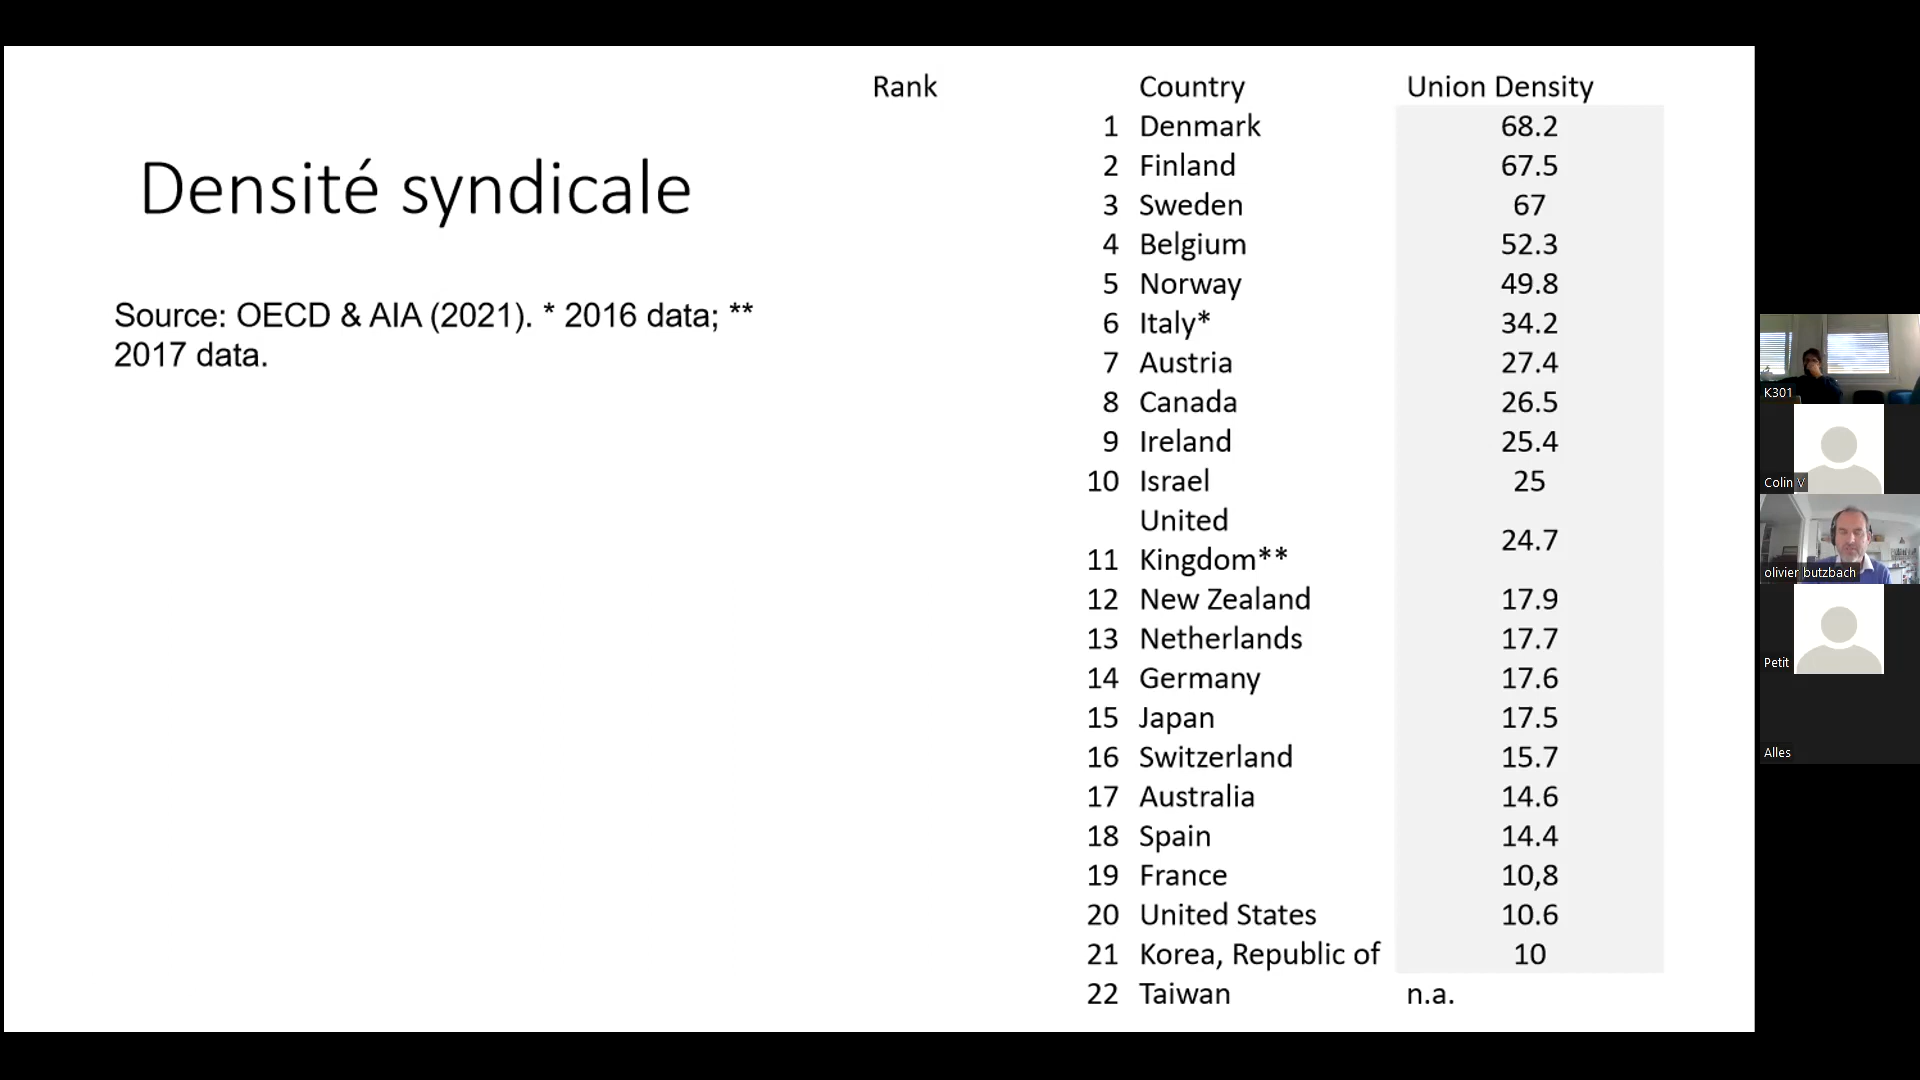 Densité syndicale
Source: OECD & AIA (2021). * 2016 data; **
2017 data.
Rank Country Union Density
1 Denmark 68.2
2 Finland 67.5
3 Sweden 67
4 Belgium 52.3
5 Norway 49.8
6 Italy* 34.2
7 Austria 27.4
8 Canada 26.5
9 Ireland 25.4
10 Israel 25
United
11 Kingdom** 24.7
12 New Zealand 17.9
13 Netherlands 17.7
14 Germany 17.6
15 Japan 17.5
16 Switzerland 15.7
17 Australia 14.6
18 Spain 14.4
19 France 10,8
20 United States 10.6
21 Korea, Republic of 10
22 Taiwan n.a.
K301
Colin V
olivier butzbach
Petit
Alles